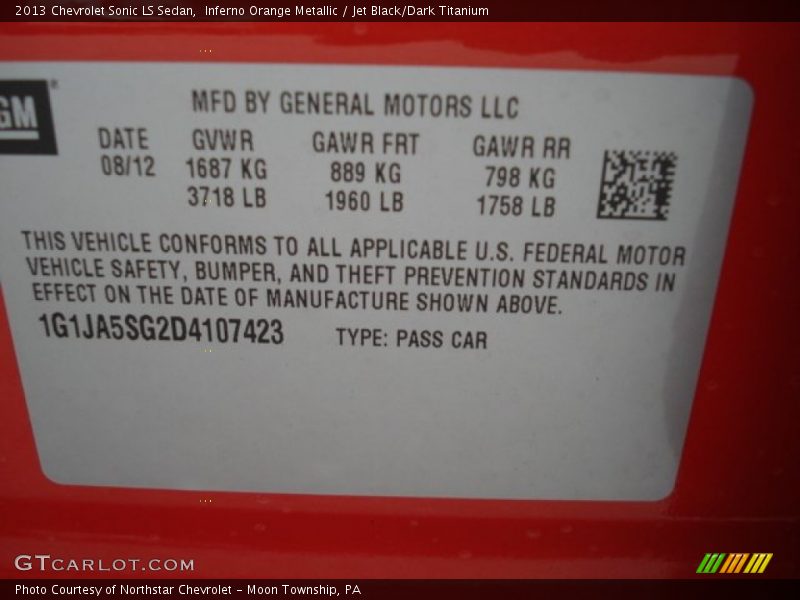 2013 Chevrolet Sonic LS Sedan, Inferno Orange Metallic / Jet Black/Dark Titanium
GM
MFD BY GENERAL MOTORS LLC
DATE GVWR GAWR FRT GAWR RR
08/12 1687 KG 889 KG 798 KG
3718 LB 1960 LB 1758 LB
THIS VEHICLE CONFORMS TO ALL APPLICABLE U.S. FEDERAL MOTOR
VEHICLE SAFETY, BUMPER, AND THEFT PREVENTION STANDARDS IN
EFFECT ON THE DATE OF MANUFACTURE SHOWN ABOVE.
1G1JA5SG2D4107423 TYPE: PASS CAR
GTCARLOT.COM
Photo Courtesy of Northstar Chevrolet - Moon Township, PA